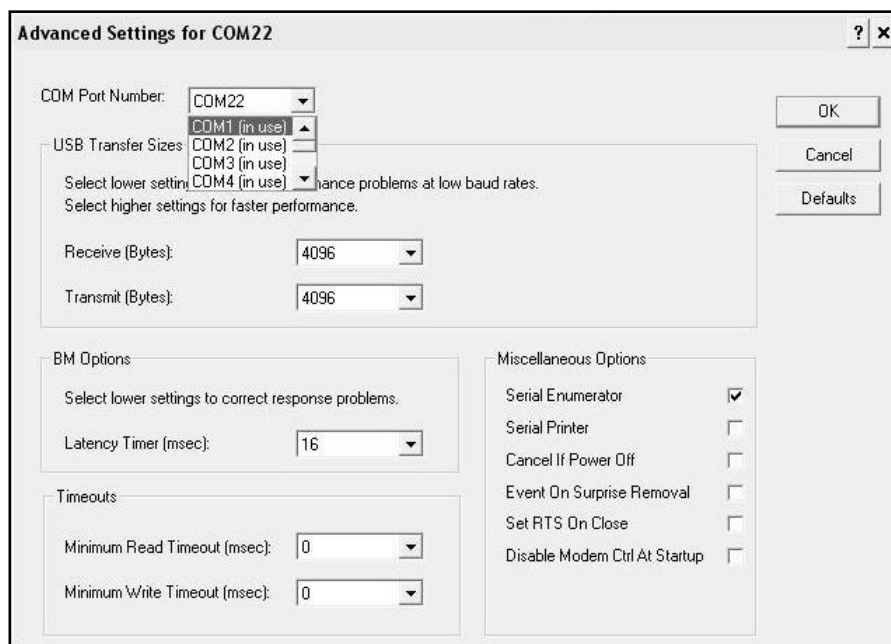 Advanced Settings for COM22
? ×
COM Port Number: COM22
OK
COM1 (in use)
USB Transfer Sizes
COM2 (in use)
Cancel
COM3 (in use)
Select lower settin mance problems at low baud rates.
COM4 (in use)
Select higher settings for faster performance.
Defaults
Receive (Bytes): 4096
Transmit (Bytes): 4096
BM Options
Select lower settings to correct response problems.
Latency Timer (msec): 16
Timeouts
Minimum Read Timeout (msec): 0
Minimum Write Timeout (msec): 0
Miscellaneous Options
Serial Enumerator
Serial Printer
Cancel If Power Off
Event On Surprise Removal
Set RTS On Close
Disable Modem Ctrl At Startup